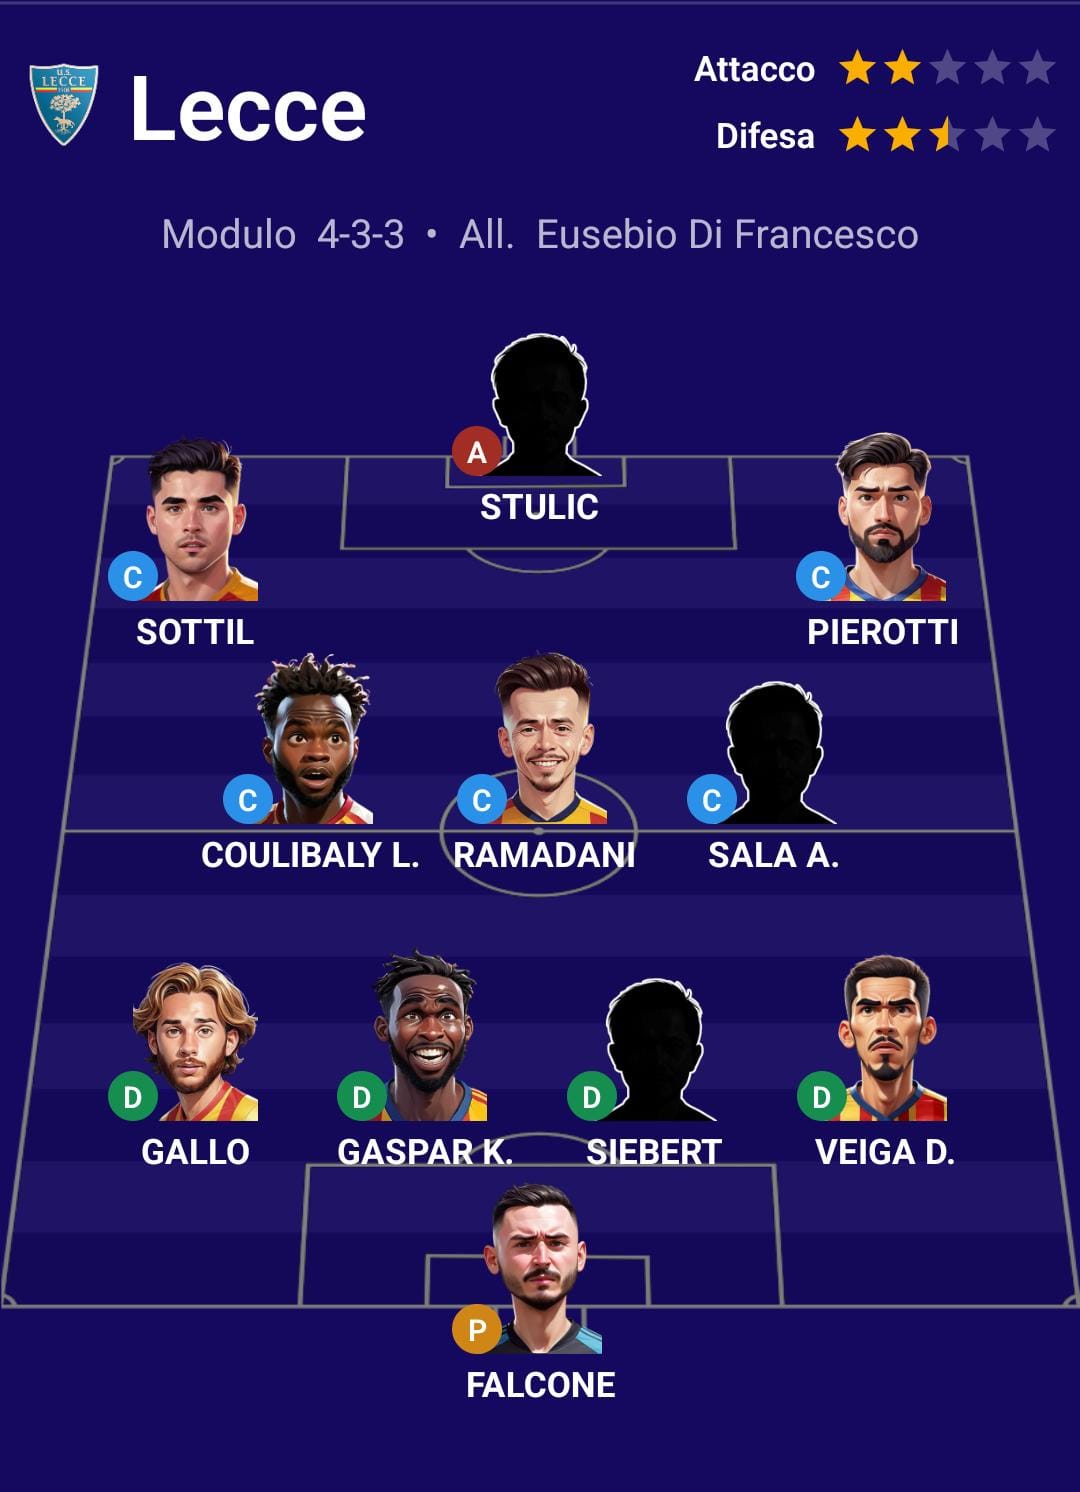 U.S.
LECCE
Lecce
Attacco
Difesa
Modulo 4-3-3 • All. Eusebio Di Francesco
A
STULIC
C
SOTTIL
C
PIEROTTI
C
COULIBALY L.
C
RAMADANI
C
SALA A.
D
GALLO
D
GASPAR K.
D
SIEBERT
D
VEIGA D.
P
FALCONE